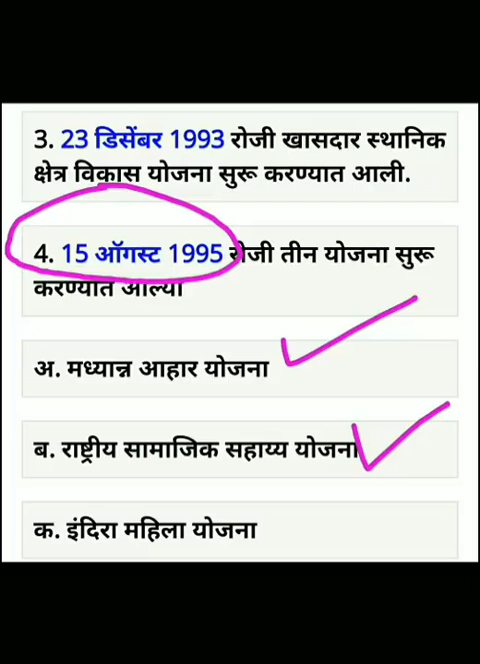 3. 23 डिसेंबर 1993 रोजी खासदार स्थानिक
क्षेत्र विकास योजना सुरू करण्यात आली.
4. 15 ऑगस्ट 1995 रोजी तीन योजना सुरू
करण्यात आल्या
अ. मध्यान्न आहार योजना
ब. राष्ट्रीय सामाजिक सहाय्य योजना
क. इंदिरा महिला योजना